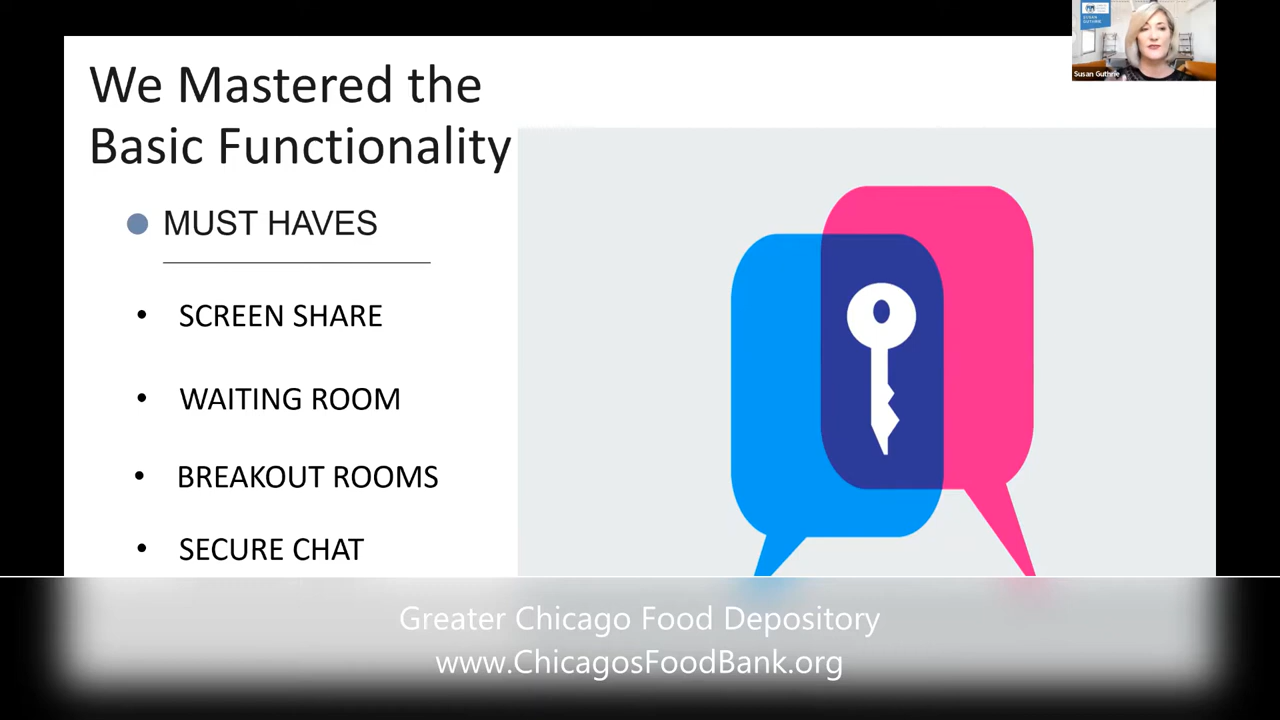 We Mastered the
Basic Functionality
MUST HAVES
SCREEN SHARE
WAITING ROOM
BREAKOUT ROOMS
SECURE CHAT
Susan Guthrie
Greater Chicago Food Depository
www.ChicagosFoodBank.org